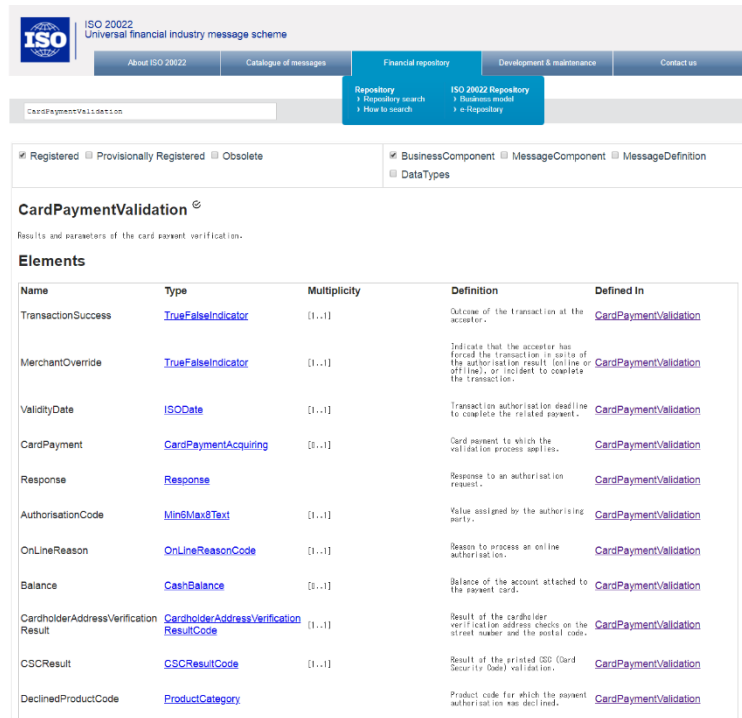 ISO
ISO 20022
Universal financial industry message scheme
About ISO 20022 Catalogue of messages Financial repository Development & maintenance Contact us
Repository ISO 20022 Repository
› Repository search › Business model
› How to search › e-Repository
CardPaymentValidation
Registered Provisionally Registered Obsolete
BusinessComponent MessageComponent MessageDefinition
DataTypes
CardPaymentValidation
Results and parameters of the card payment verification.
Elements
Name Type Multiplicity Definition Defined In
TransactionSuccess TrueFalseIndicator [1..1] Outcome of the transaction at the CardPaymentValidation
acceptor.
Indicate that the acceptor has
forced the transaction in spite of
MerchantOverride TrueFalseIndicator [1..1] the authorisation result (online or CardPaymentValidation
offline), or incident to complete
the transaction.
ValidityDate ISODate [1..1] Transaction authorisation deadline CardPaymentValidation
to complete the related payment.
CardPayment CardPaymentAcquiring [0..1] Card payment to which the CardPaymentValidation
validation process applies.
Response Response Response to an authorisation CardPaymentValidation
request.
AuthorisationCode Min6Max8Text [1..1] Value assigned by the authorising CardPaymentValidation
party.
OnLineReason OnLineReasonCode [1..1] Reason to process an online CardPaymentValidation
authorisation.
Balance CashBalance [0..1] Balance of the account attached to CardPaymentValidation
the payment card.
CardholderAddressVerification CardholderAddressVerification [1..1] Result of the cardholder
Result ResultCode verification address checks on the CardPaymentValidation
street number and the postal code.
CSCResult CSCResultCode [1..1] Result of the printed CSC (Card CardPaymentValidation
Security Code) validation.
DeclinedProductCode ProductCategory Product code for which the payment CardPaymentValidation
authorisation was declined.